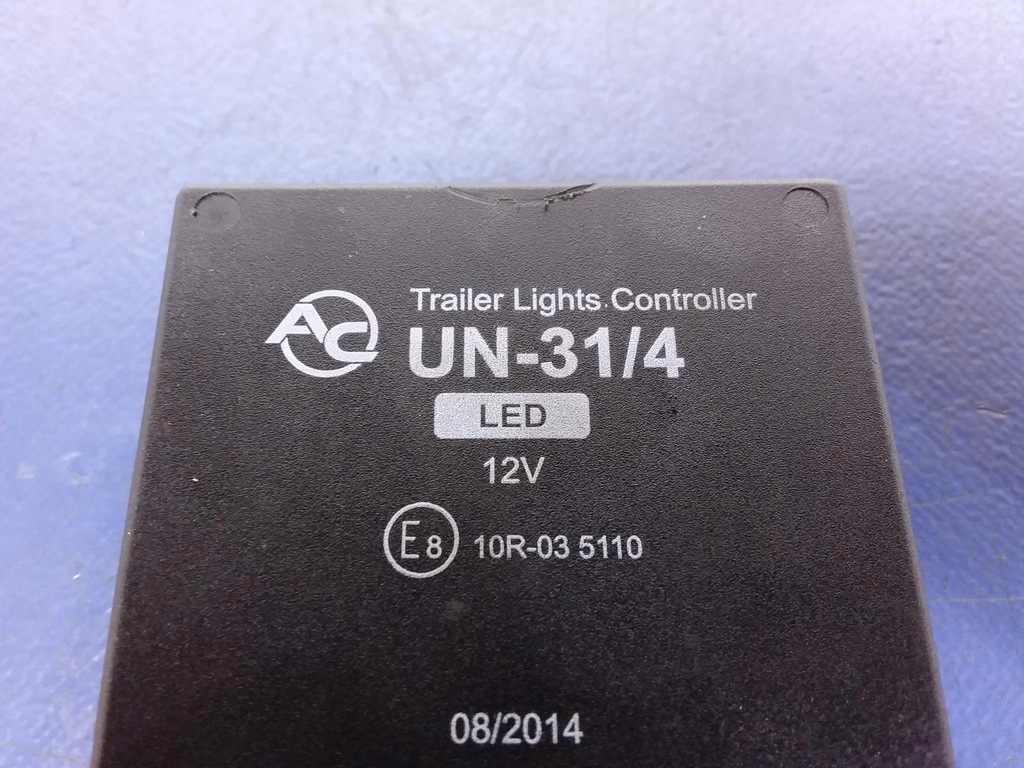 AC
Trailer Lights Controller
UN-31/4
LED
12V
E8 10R-03 5110
08/2014